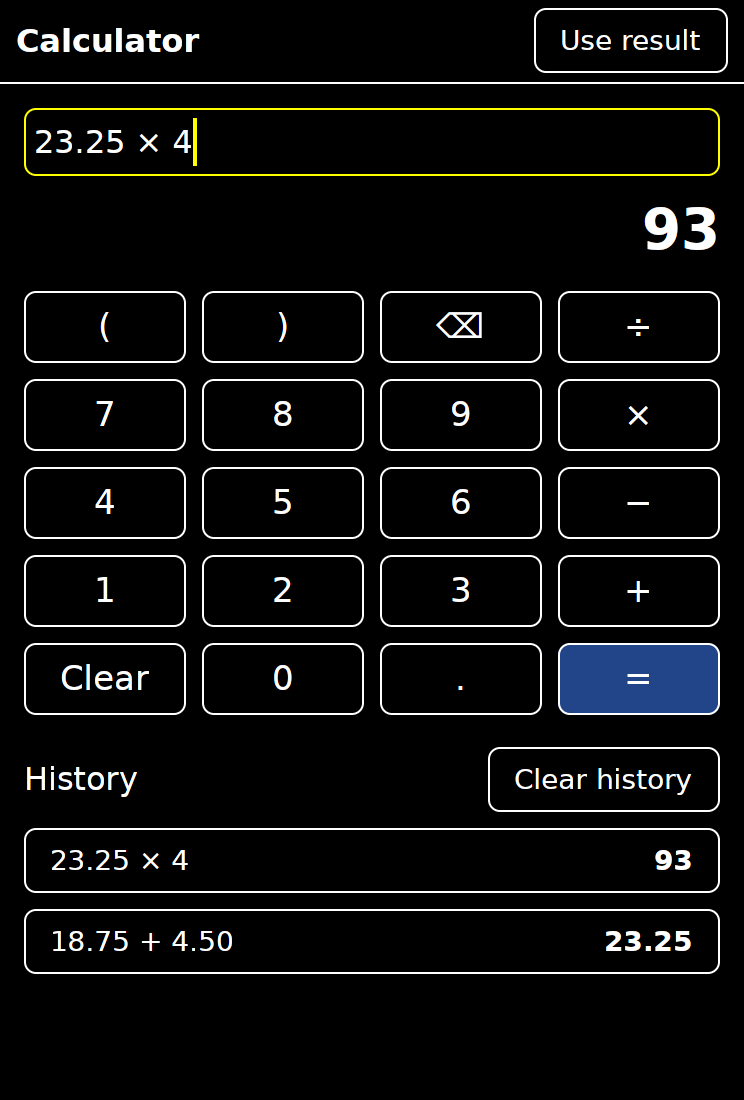 Calculator Use result
23.25 × 4
93
( ) ⌫ ÷
7 8 9 ×
4 5 6 −
1 2 3 +
Clear 0 . =
History Clear history
23.25 × 4 93
18.75 + 4.50 23.25